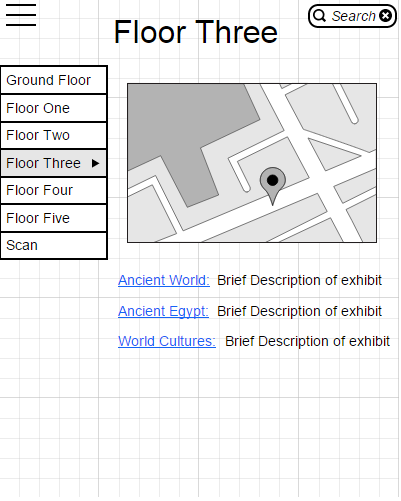 Floor Three
Search
Ground Floor
Floor One
Floor Two
Floor Three
Floor Four
Floor Five
Scan
Ancient World: Brief Description of exhibit
Ancient Egypt: Brief Description of exhibit
World Cultures: Brief Description of exhibit